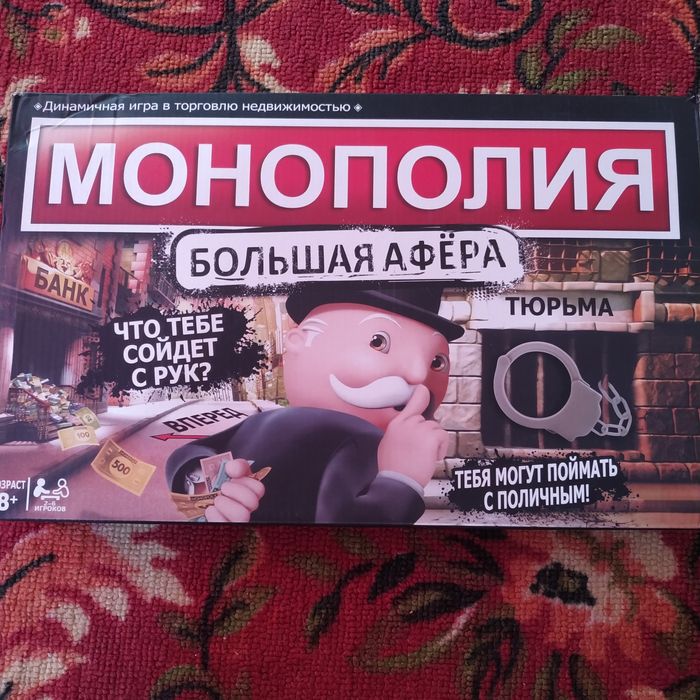 Динамичная игра в торговлю недвижимостью
МОНОПОЛИЯ
БОЛЬШАЯ АФЁРА
БАНК
ЧТО ТЕБЕ
СОЙДЕТ
С РУК?
ТЮРЬМА
ВПЕРЕД
100
500
ТЕБЯ МОГУТ ПОЙМАТЬ
С ПОЛИЧНЫМ!
ОЗРАСТ
8+
2-6
ИГРОКОВ